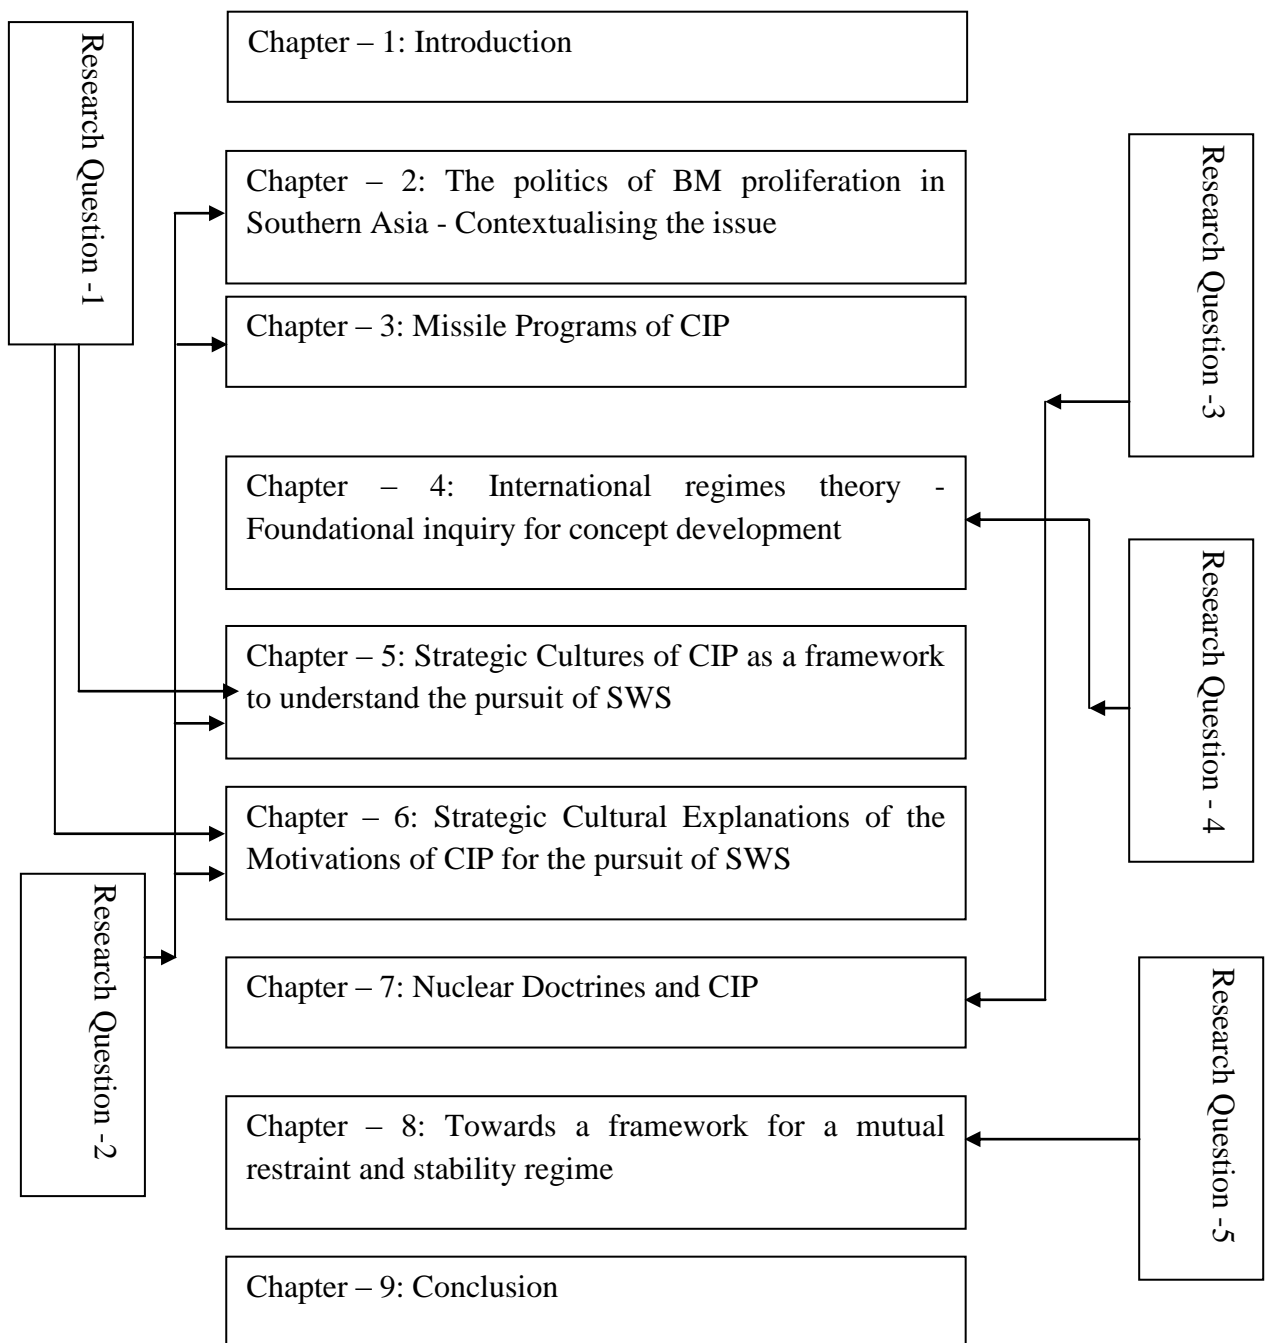 Chapter – 1: Introduction
Research Question -1
Chapter – 2: The politics of BM proliferation in
Southern Asia - Contextualising the issue
Research Question -3
Chapter – 3: Missile Programs of CIP
Chapter – 4: International regimes theory -
Foundational inquiry for concept development
Research Question - 4
Chapter – 5: Strategic Cultures of CIP as a framework
to understand the pursuit of SWS
Chapter – 6: Strategic Cultural Explanations of the
Motivations of CIP for the pursuit of SWS
Research Question -2
Chapter – 7: Nuclear Doctrines and CIP
Research Question -5
Chapter – 8: Towards a framework for a mutual
restraint and stability regime
Chapter – 9: Conclusion